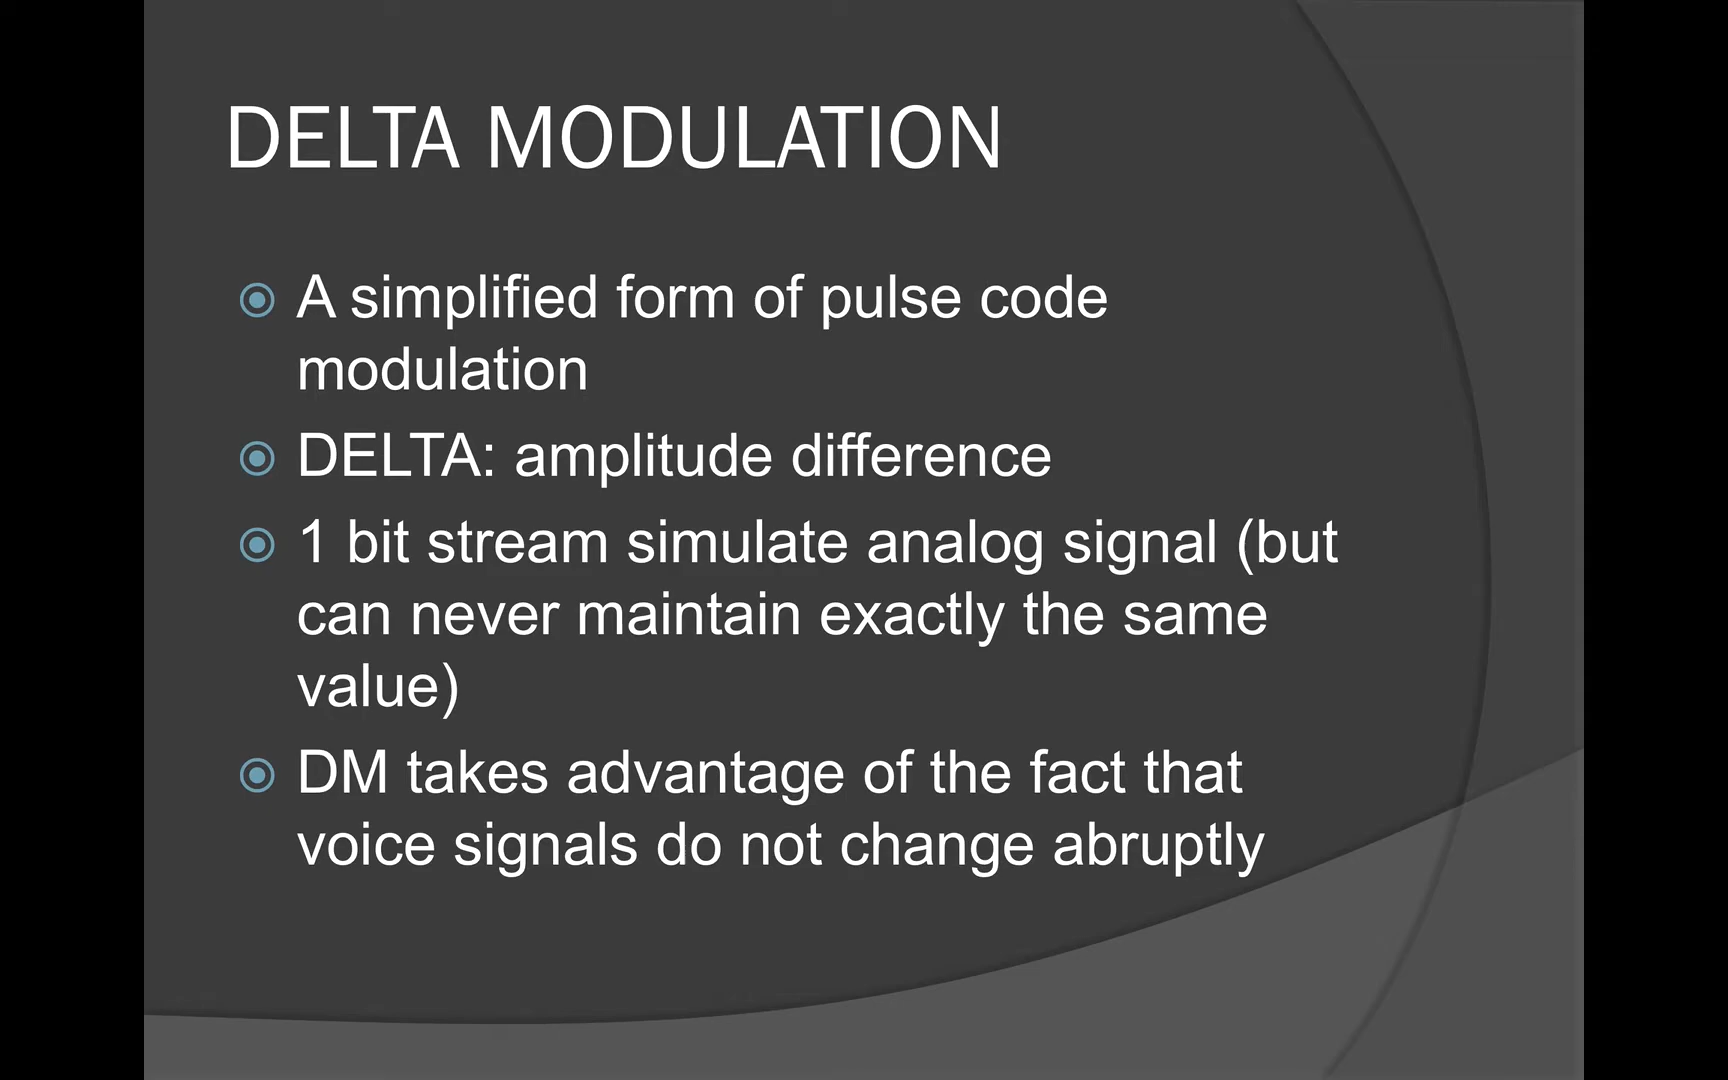 DELTA MODULATION
A simplified form of pulse code
modulation
DELTA: amplitude difference
1 bit stream simulate analog signal (but
can never maintain exactly the same
value)
DM takes advantage of the fact that
voice signals do not change abruptly